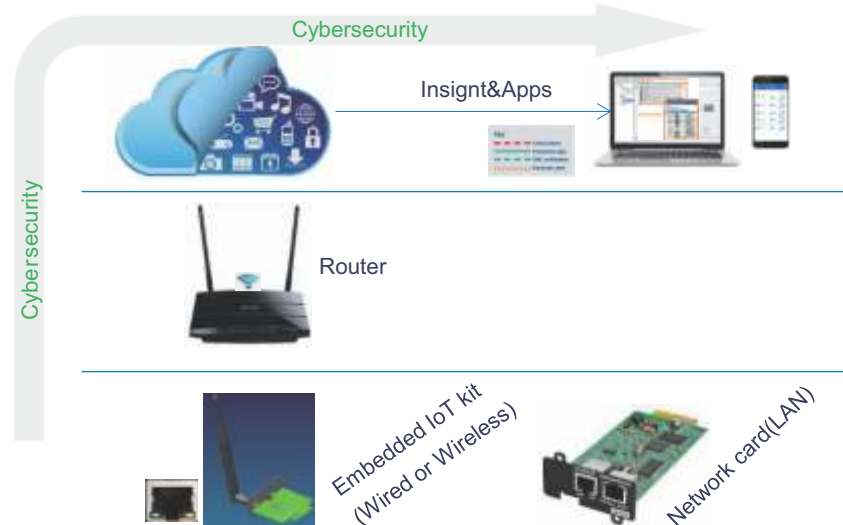 Cybersecurity
Insignt&Apps
Cybersecurity
Router
Embedded IoT kit
(Wired or Wireless)
Network card(LAN)